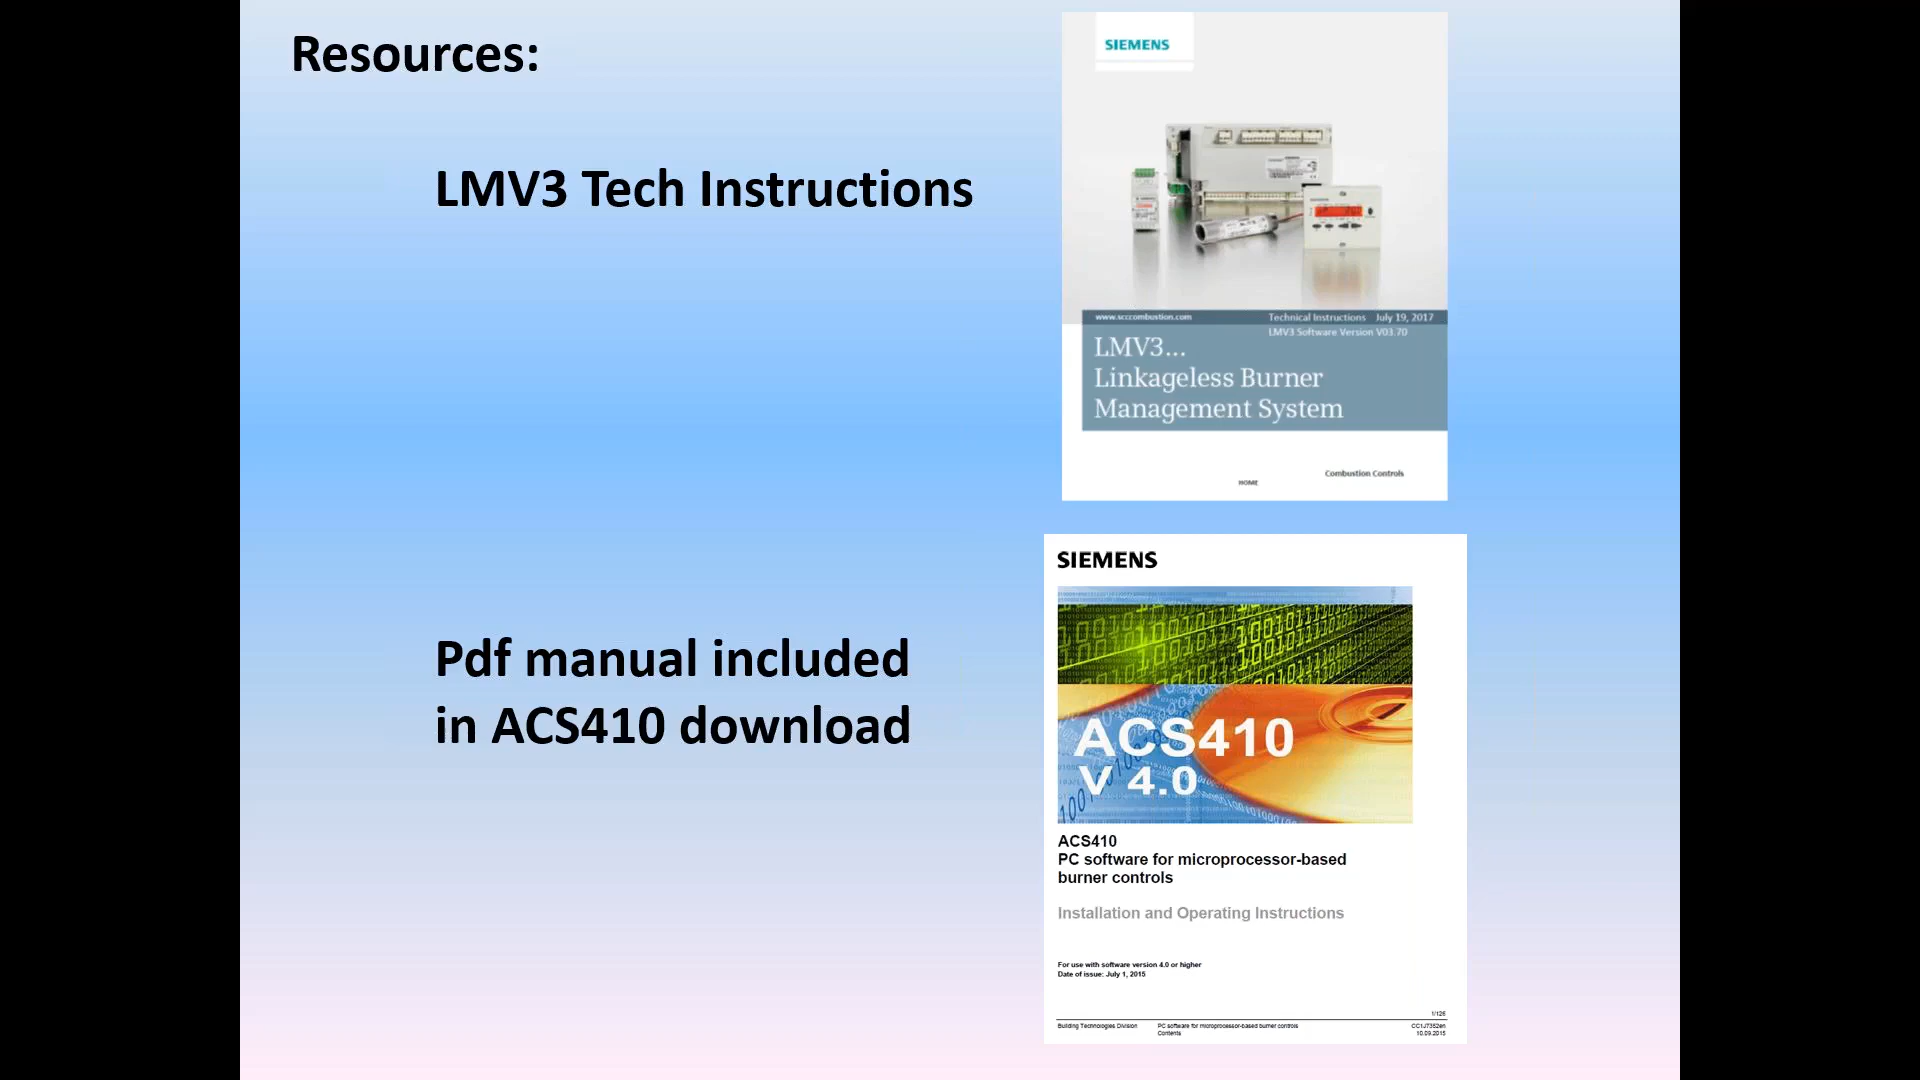 Resources:
LMV3 Tech Instructions
SIEMENS
www.scccombustion.com
Technical Instructions July 19, 2017
LMV3 Software Version V03.70
LMV3...
Linkageless Burner
Management System
Combustion Controls
HOME
Pdf manual included
in ACS410 download
SIEMENS
ACS410
V 4.0
ACS410
PC software for microprocessor-based
burner controls
Installation and Operating Instructions
For use with software version 4.0 or higher
Date of issue: July 1, 2015
1/126
Building Technologies Division
PC software for microprocessor-based burner controls
CC1J7352en
Contents
10.09.2015